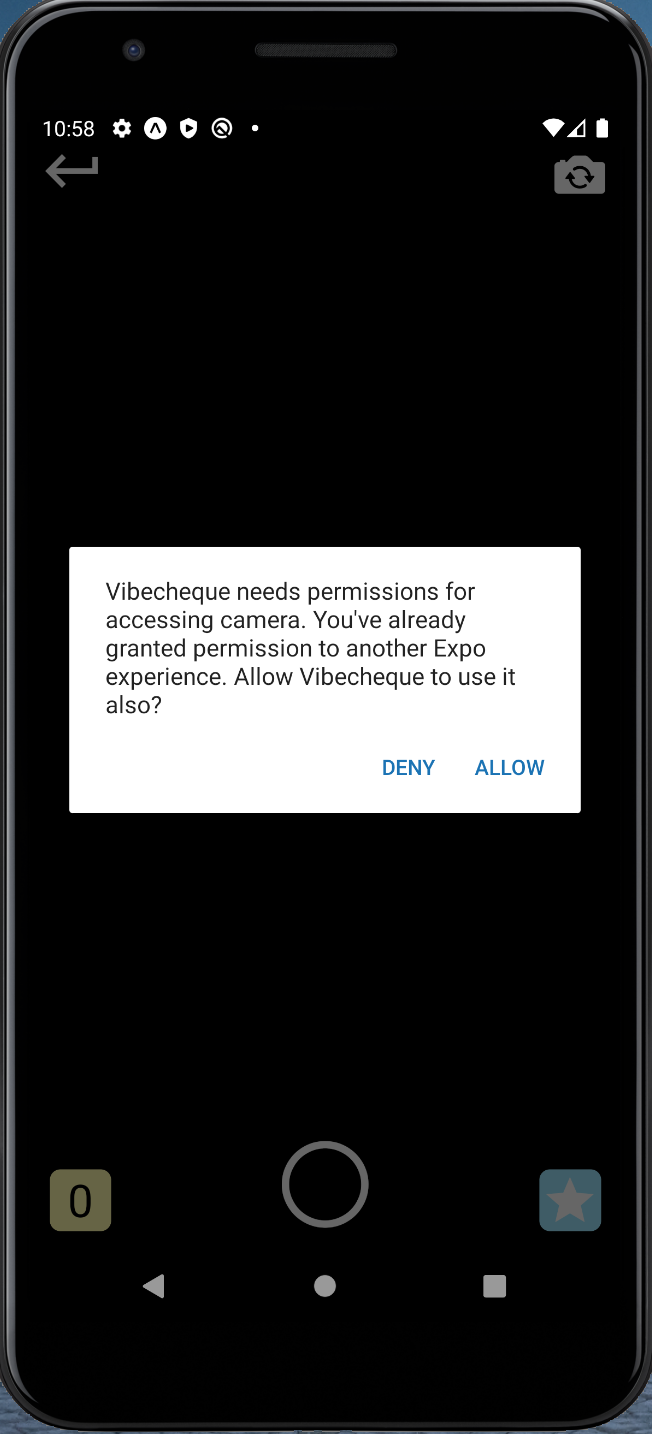 10:58
Vibecheque needs permissions for
accessing camera. You've already
granted permission to another Expo
experience. Allow Vibecheque to use it
also?
DENY ALLOW
0